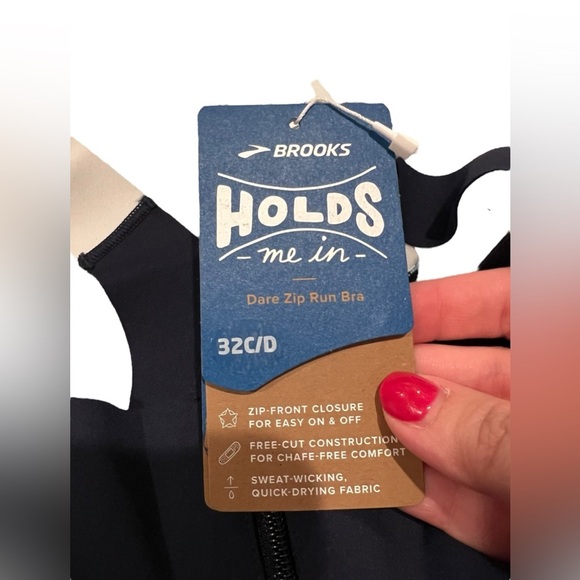 BROOKS
HOLDS
- me in -
Dare Zip Run Bra
32C/D
ZIP-FRONT CLOSURE
FOR EASY ON & OFF
FREE-CUT CONSTRUCTION
FOR CHAFE-FREE COMFORT
SWEAT-WICKING,
QUICK-DRYING FABRIC